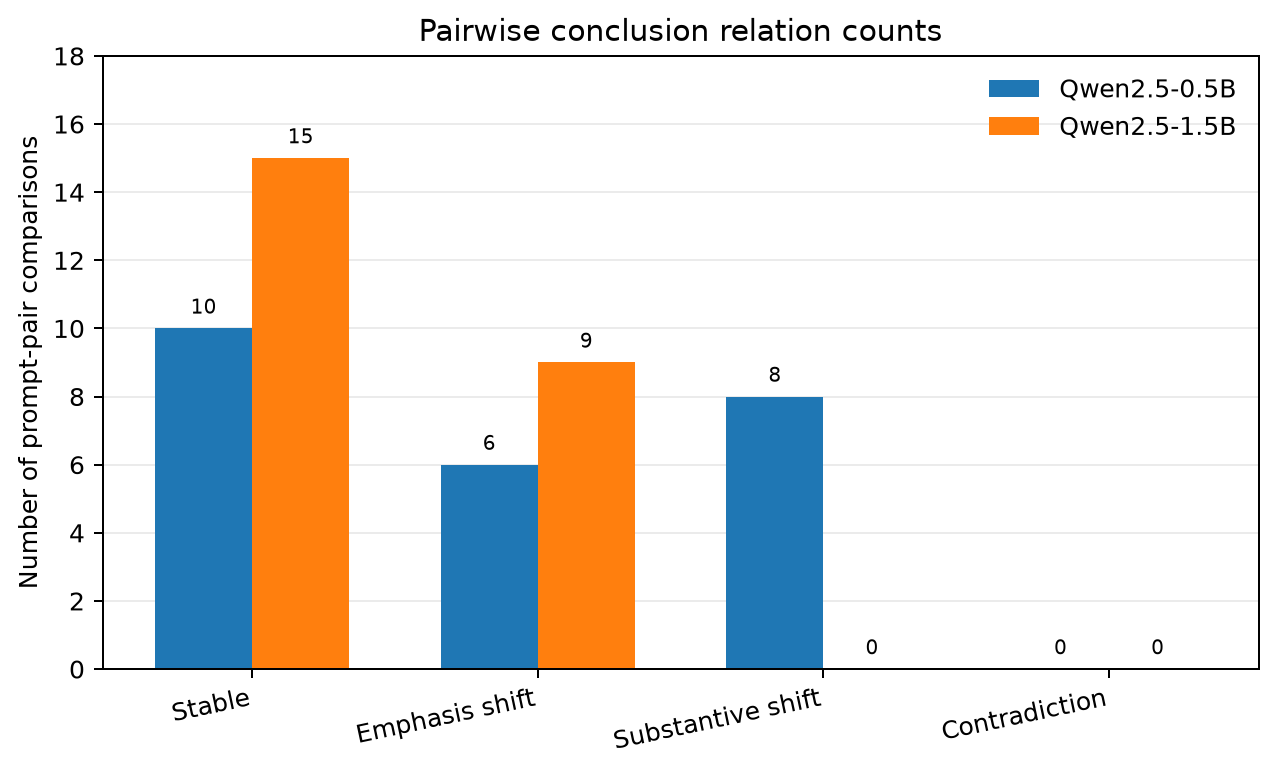 Pairwise conclusion relation counts
Number of prompt-pair comparisons
18
16
14
12
10
8
6
4
2
0
Qwen2.5-0.5B
Qwen2.5-1.5B
10
15
6
9
8
0
0
0
Stable
Emphasis shift
Substantive shift
Contradiction